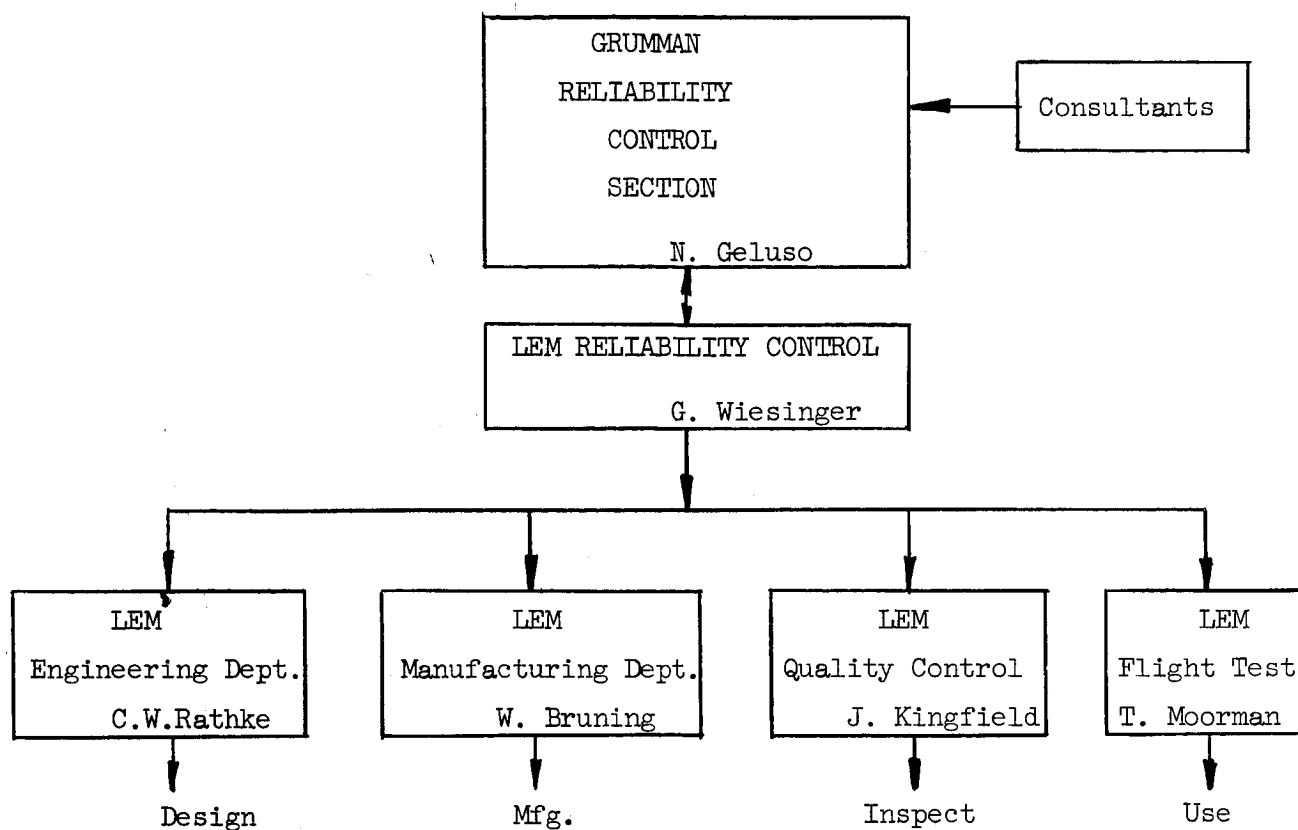 GRUMMAN
RELIABILITY
CONTROL
SECTION
N. Geluso
Consultants
LEM RELIABILITY CONTROL
G. Wiesinger
LEM
Engineering Dept.
C.W.Rathke
Design
LEM
Manufacturing Dept.
W. Bruning
Mfg.
LEM
Quality Control
J. Kingfield
Inspect
LEM
Flight Test
T. Moorman
Use